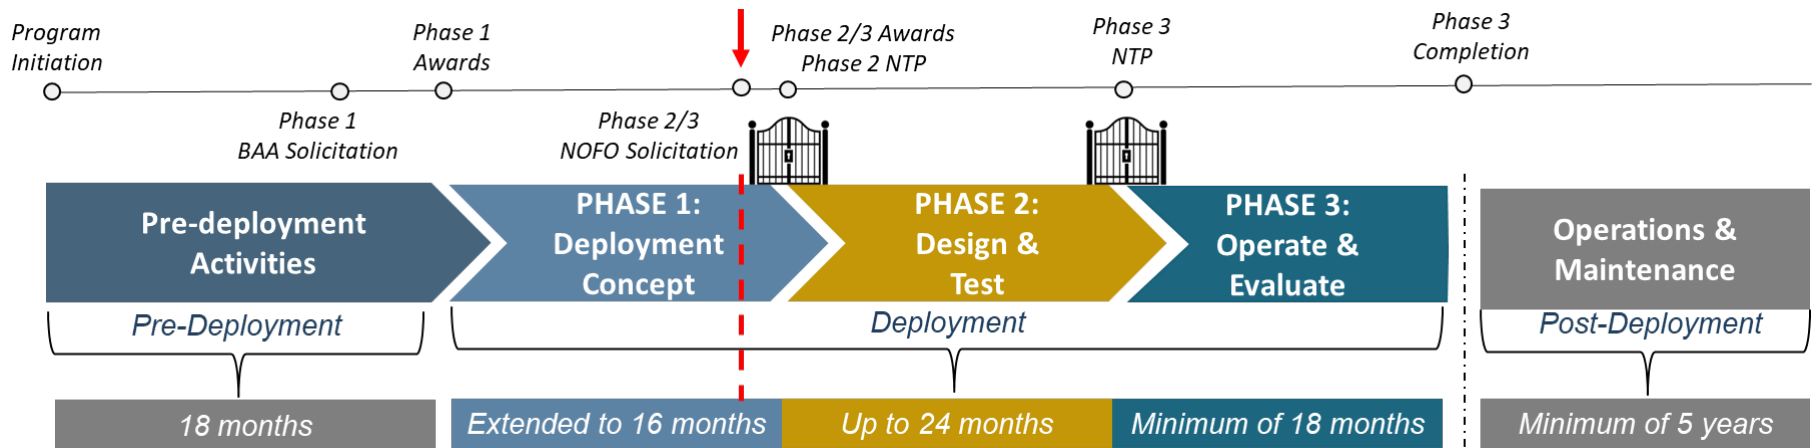 Program
Initiation
Phase 1
Awards
Phase 2/3 Awards
Phase 2 NTP
Phase 3
NTP
Phase 3
Completion
Phase 1
BAA Solicitation
Phase 2/3
NOFO Solicitation
Pre-deployment
Activities
PHASE 1:
Deployment
Concept
PHASE 2:
Design &
Test
PHASE 3:
Operate &
Evaluate
Operations &
Maintenance
Pre-Deployment
Deployment
Post-Deployment
18 months
Extended to 16 months
Up to 24 months
Minimum of 18 months
Minimum of 5 years